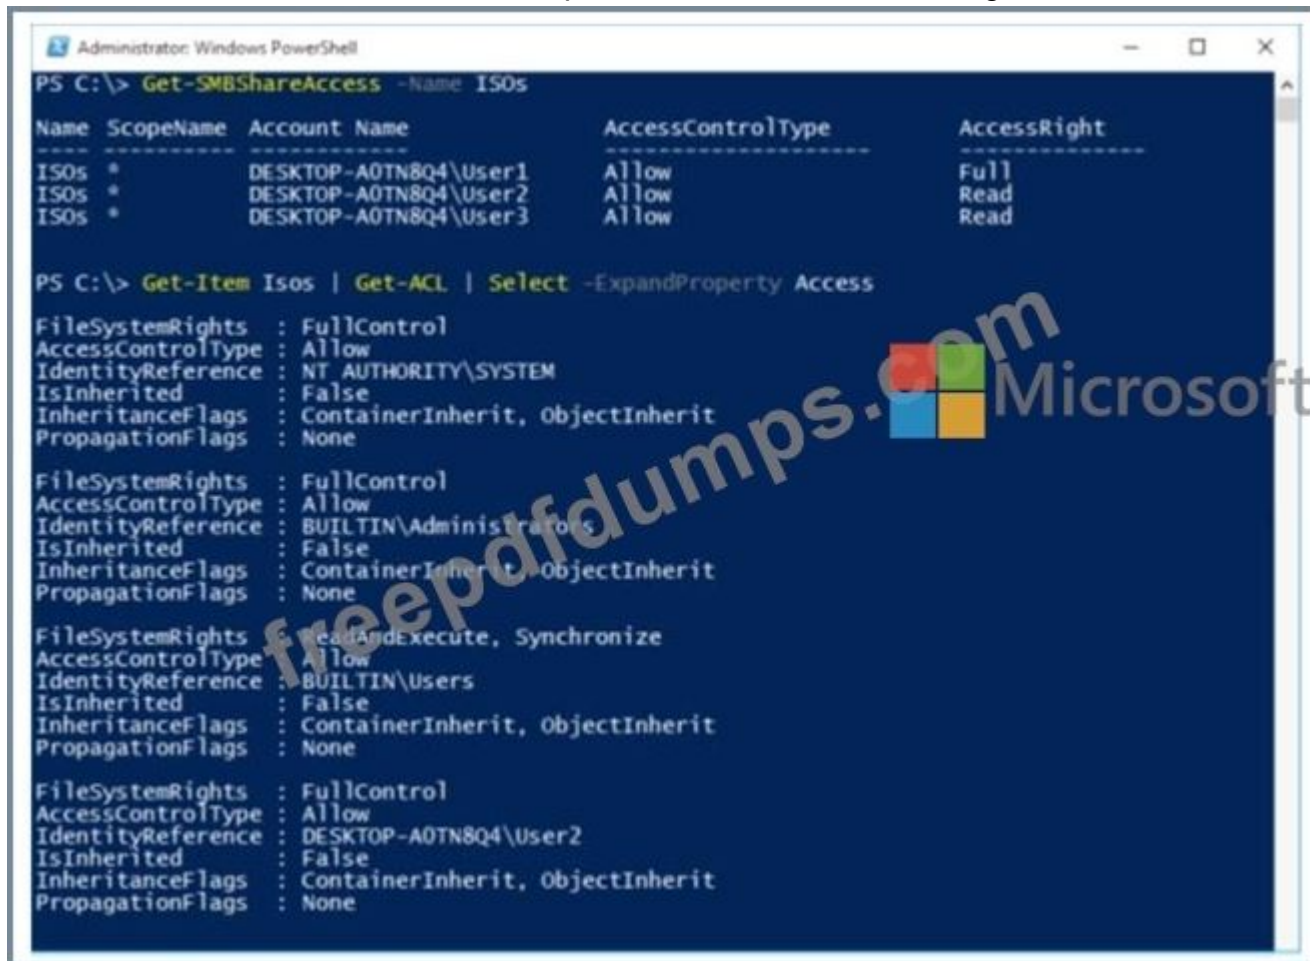 Administrator: Windows PowerShell
PS C:\> Get-SMBShareAccess -Name ISOs
Name ScopeName Account Name AccessControlType AccessRight
---- --------- ------------ ----------------- -----------
ISOs * DESKTOP-A0TN8Q4\User1 Allow Full
ISOs * DESKTOP-A0TN8Q4\User2 Allow Read
ISOs * DESKTOP-A0TN8Q4\User3 Allow Read
PS C:\> Get-Item Isos | Get-ACL | Select -ExpandProperty Access
FileSystemRights : FullControl
AccessControlType : Allow
IdentityReference : NT AUTHORITY\SYSTEM
IsInherited : False
InheritanceFlags : ContainerInherit, ObjectInherit
PropagationFlags : None
FileSystemRights : FullControl
AccessControlType : Allow
IdentityReference : BUILTIN\Administrators
IsInherited : False
InheritanceFlags : ContainerInherit, ObjectInherit
PropagationFlags : None
FileSystemRights : ReadAndExecute, Synchronize
AccessControlType : Allow
IdentityReference : BUILTIN\Users
IsInherited : False
InheritanceFlags : ContainerInherit, ObjectInherit
PropagationFlags : None
FileSystemRights : FullControl
AccessControlType : Allow
IdentityReference : DESKTOP-A0TN8Q4\User2
IsInherited : False
InheritanceFlags : ContainerInherit, ObjectInherit
PropagationFlags : None
freepdfdumps.com
Microsoft